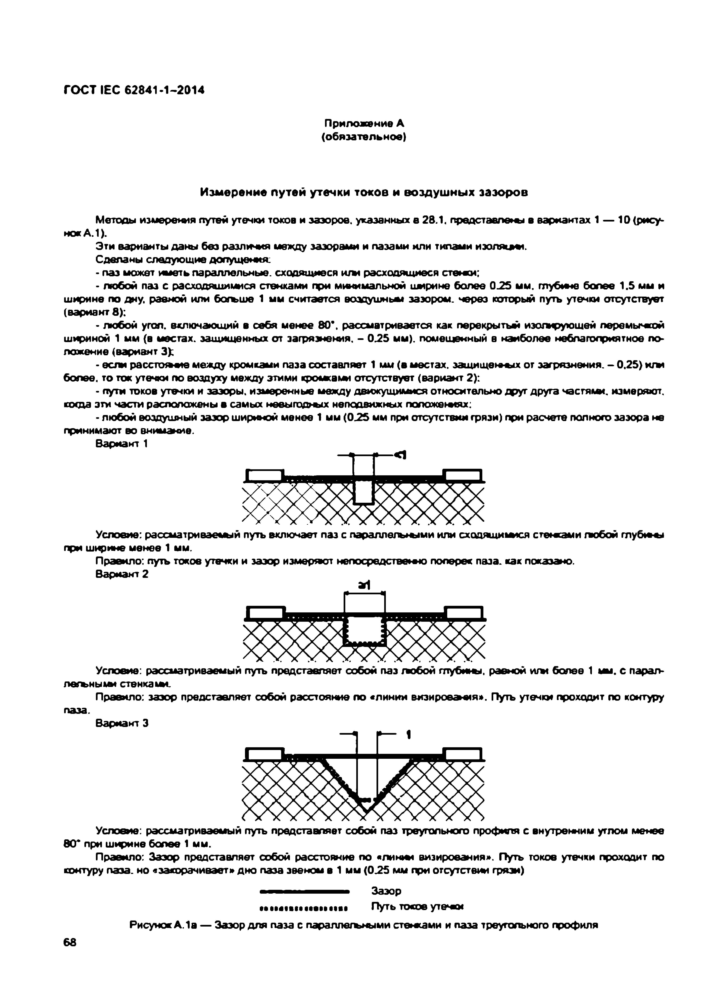 ГОСТ IEC 62841-1–2014
Приложение А
(обязательное)
Измерение путей утечки токов и воздушных зазоров
Методы измерения путей утечки токов и зазоров, указанных в 28.1, представлены в вариантах 1 — 10 (рису-
нок А.1).
Эти варианты даны без различия между зазорами и пазами или типами изоляции.
Сделаны следующие допущения:
- паз может иметь параллельные, сходящиеся или расходящиеся стенки;
- любой паз с расходящимися стенками при минимальной ширине более 0,25 мм, глубине более 1,5 мм и
ширине по дну, равной или больше 1 мм считается воздушным зазором, через который путь утечки отсутствует
(вариант 8);
- любой угол, включающий в себя менее 80°, рассматривается как перекрытый изолирующей перемычкой
шириной 1 мм (в местах, защищенных от загрязнения, – 0,25 мм), помещенный в наиболее неблагоприятное по-
ложение (вариант 3);
- если расстояние между кромками паза составляет 1 мм (в местах, защищенных от загрязнения, – 0,25) или
более, то ток утечки по воздуху между этими кромками отсутствует (вариант 2);
- пути токов утечки и зазоры, измеренные между движущимися относительно друг друга частями, измеряют,
когда эти части расположены в самых невыгодных неподвижных положениях;
- любой воздушный зазор шириной менее 1 мм (0,25 мм при отсутствии грязи) при расчете полного зазора не
принимают во внимание.
Вариант 1
Условие: рассматриваемый путь включает паз с параллельными или сходящимися стенками любой глубины
при ширине менее 1 мм.
Правило: путь токов утечки и зазор измеряют непосредственно поперек паза, как показано.
Вариант 2
≥1
Условие: рассматриваемый путь представляет собой паз любой глубины, равной или более 1 мм, с парал-
лельными стенками.
Правило: зазор представляет собой расстояние по «линии визирования». Путь утечки проходит по контуру
паза.
Вариант 3
1
Условие: рассматриваемый путь представляет собой паз треугольного профиля с внутренним углом менее
80° при ширине более 1 мм.
Правило: Зазор представляет собой расстояние по «линии визирования». Путь токов утечки проходит по
контуру паза, но «закорачивает» дно паза звеном в 1 мм (0,25 мм при отсутствии грязи)
Зазор
Путь токов утечки
Рисунок А.1а — Зазор для паза с параллельными стенками и паза треугольного профиля
68